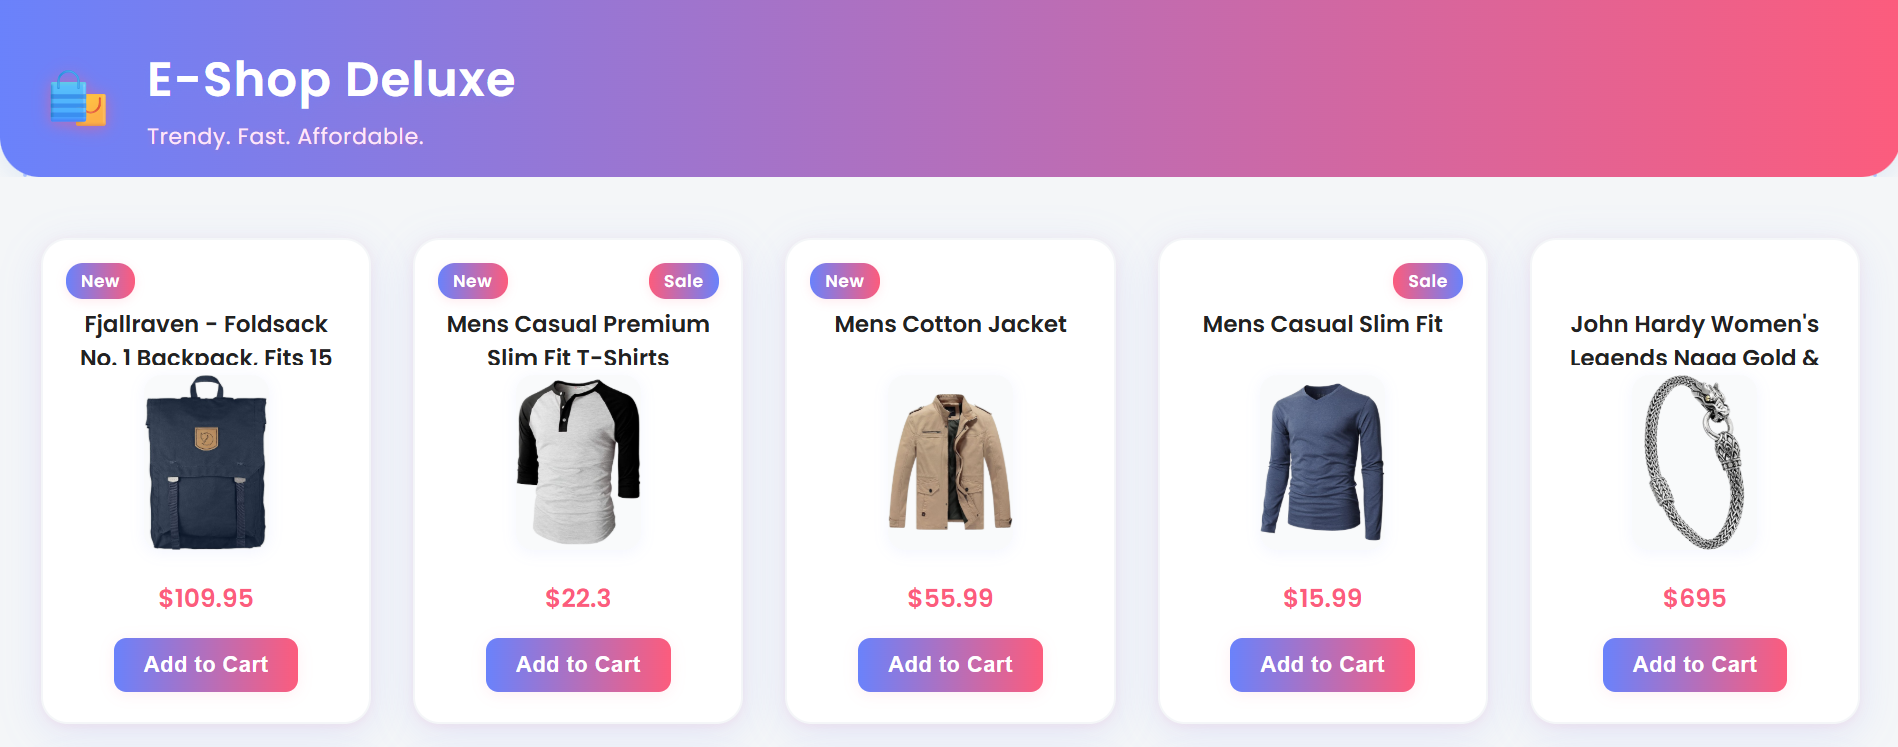 E-Shop Deluxe
Trendy. Fast. Affordable.
New
Fjallraven - Foldsack
No. 1 Backpack, Fits 15
$109.95
Add to Cart
New
Sale
Mens Casual Premium
Slim Fit T-Shirts
$22.3
Add to Cart
New
Mens Cotton Jacket
$55.99
Add to Cart
Sale
Mens Casual Slim Fit
$15.99
Add to Cart
John Hardy Women's
Legends Naga Gold &
$695
Add to Cart